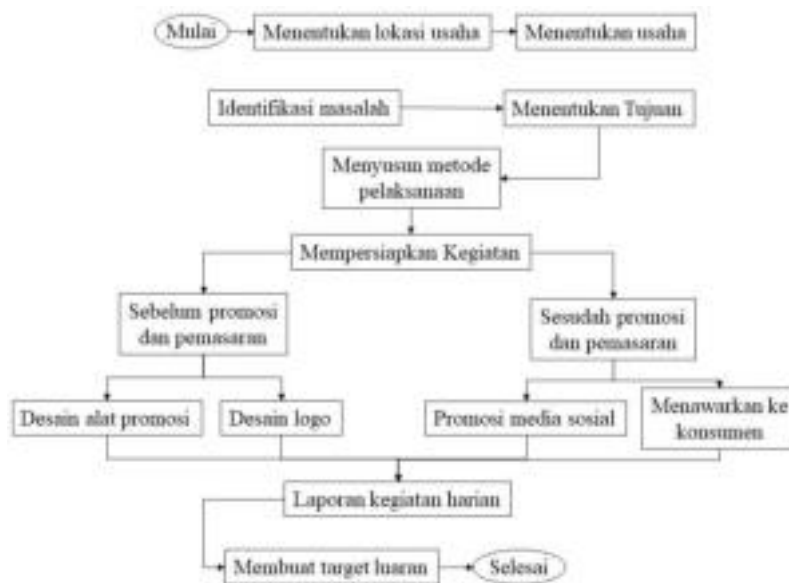 Mulai
Menentukan lokasi usaha
Menentukan usaha
Identifikasi masalah
Menentukan Tujuan
Menyusun metode
pelaksanaan
Mempersiapkan Kegiatan
Sebelum promosi
dan pemasaran
Sesudah promosi
dan pemasaran
Desain alat promosi
Desain logo
Promosi media sosial
Menawarkan ke
konsumen
Laporan kegiatan harian
Membuat target luaran
Selesai